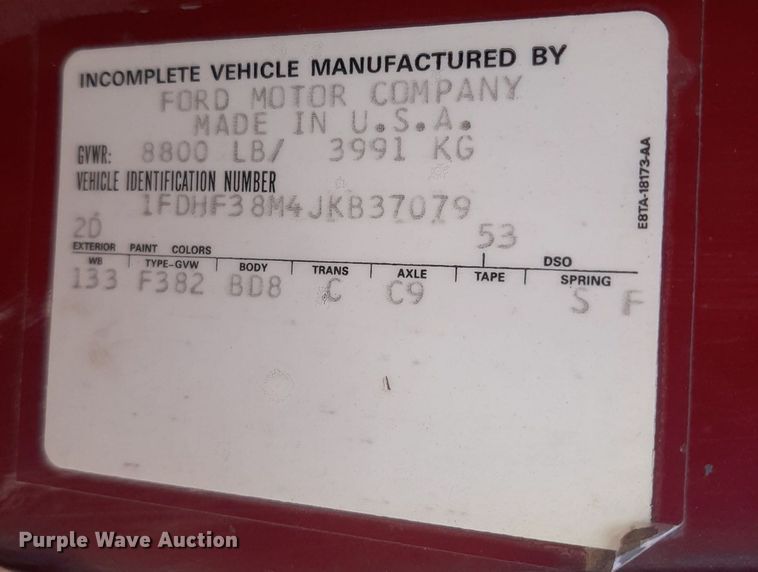 INCOMPLETE VEHICLE MANUFACTURED BY
FORD MOTOR COMPANY
MADE IN U.S.A.
GVWR: 8800 LB/ 3991 KG
VEHICLE IDENTIFICATION NUMBER
1FDHF38M4JKB37079
2D 53
EXTERIOR PAINT COLORS DSO
WB TYPE-GVW BODY TRANS AXLE TAPE SPRING
133 F382 BD8 C C9 S F
E8TA-18173-AA
Purple Wave Auction